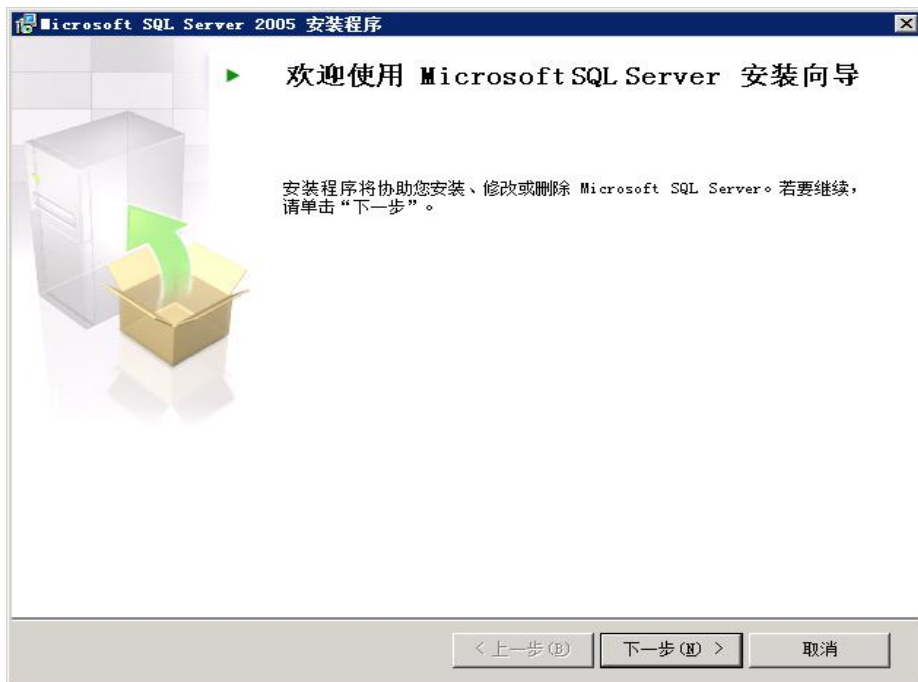 Microsoft SQL Server 2005 安装程序
欢迎使用 Microsoft SQL Server 安装向导
安装程序将协助您安装、修改或删除 Microsoft SQL Server。若要继续，
请单击“下一步”。
< 上一步(B)
下一步(N) >
取消